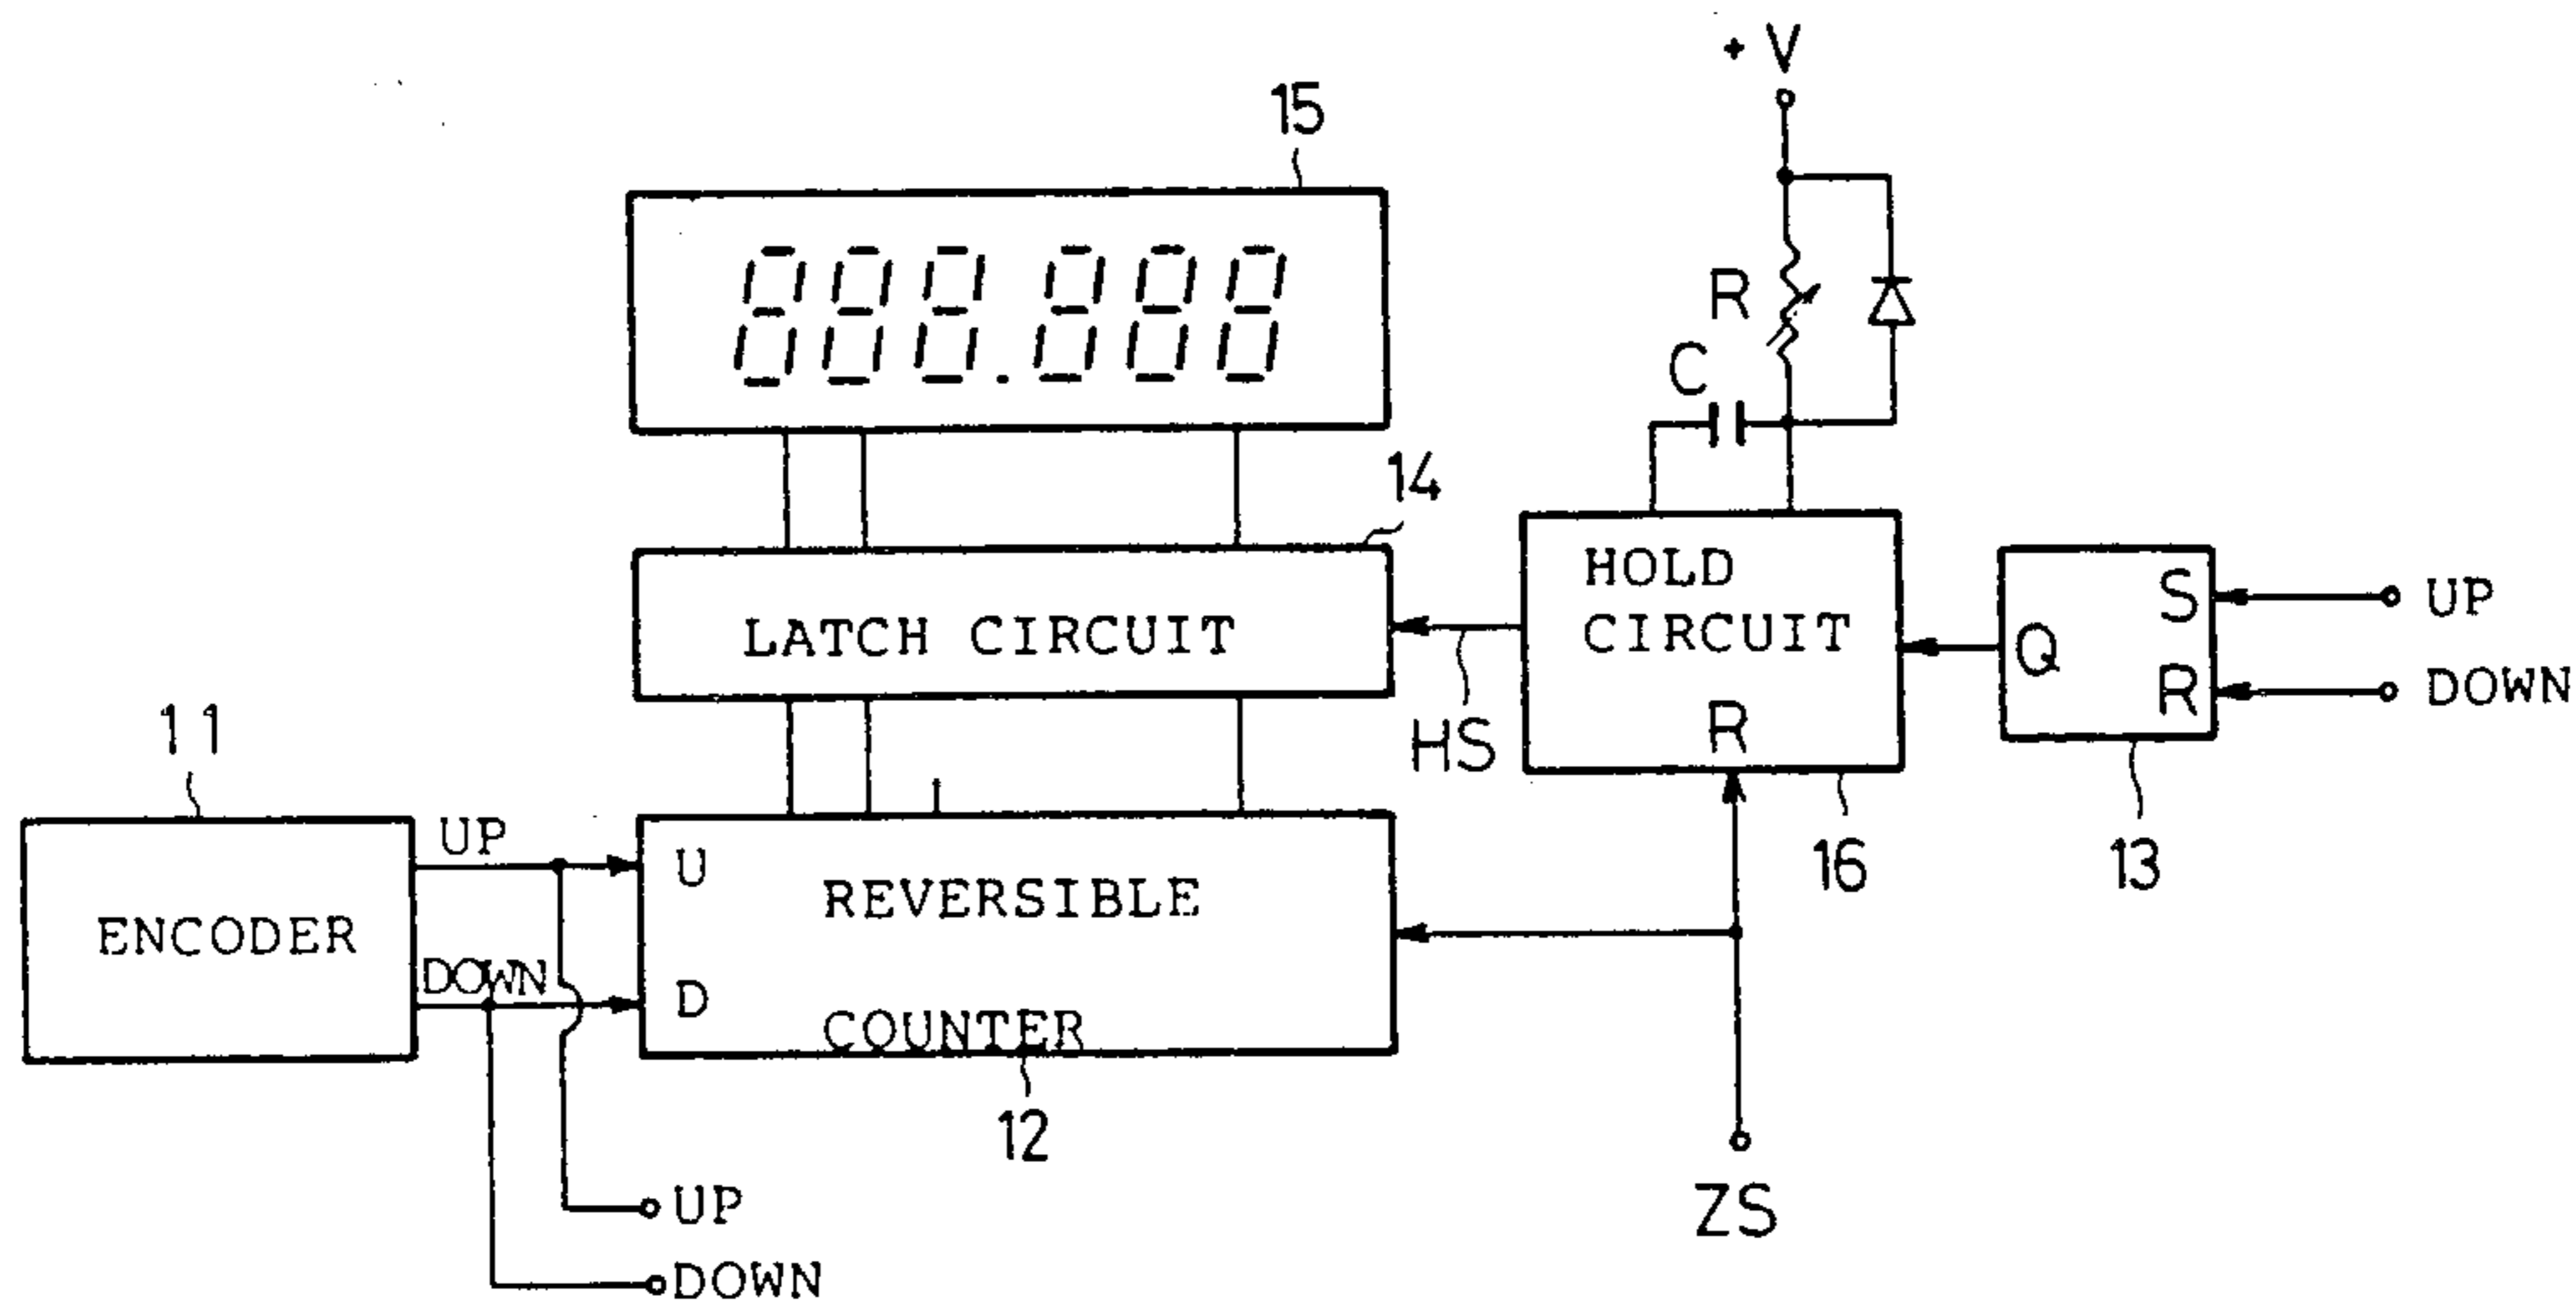 + V
15
888.888
R
C
14
HOLD
CIRCUIT
R
S
Q
R
UP
DOWN
LATCH CIRCUIT
HS
16
13
11
ENCODER
UP
DOWN
U
D
REVERSIBLE
COUNTER
12
UP
DOWN
ZS